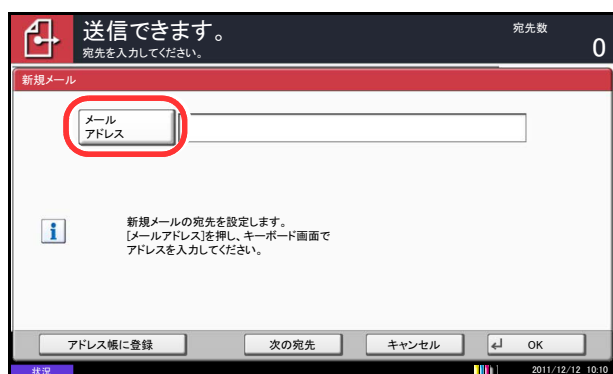 送信できます。
宛先を入力してください。
宛先数
0
新規メール
メール
アドレス
新規メールの宛先を設定します。
[メールアドレス]を押し、キーボード画面で
アドレスを入力してください。
アドレス帳に登録
次の宛先
キャンセル
OK
状況
2011/12/12 10:10